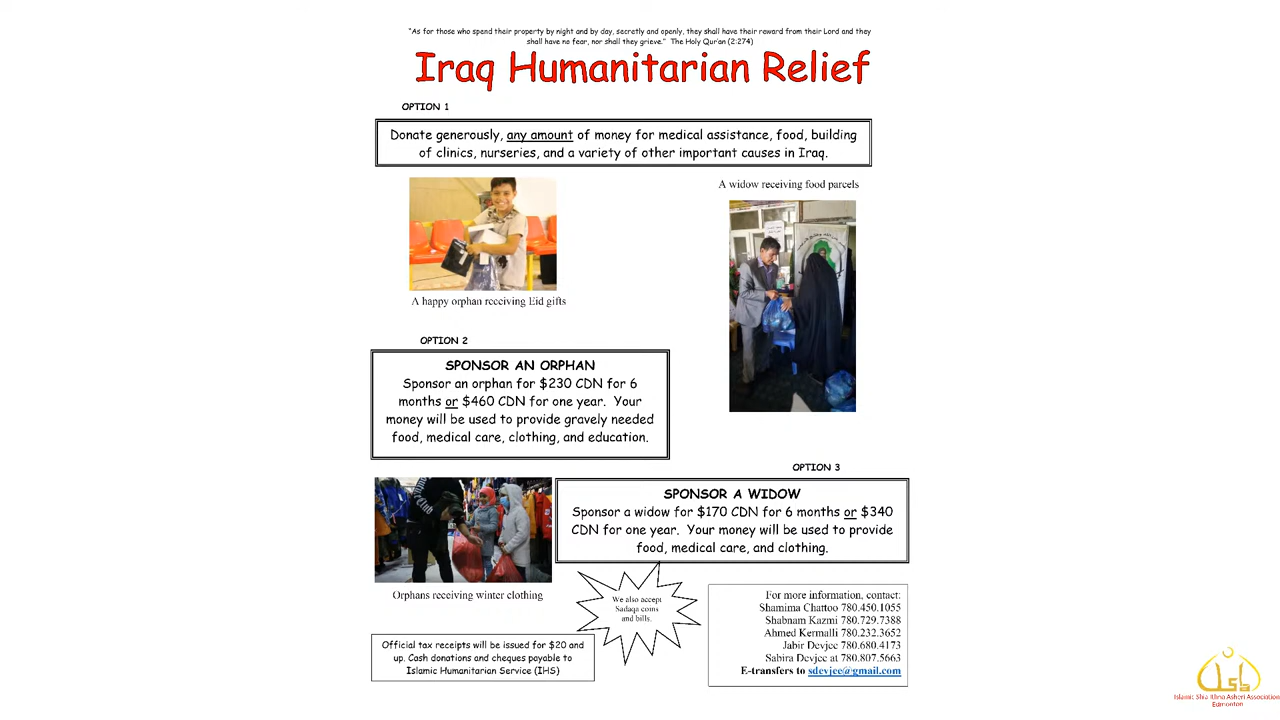 "As for those who spend their property by night and by day, secretly and openly, they shall have their reward from their Lord and they
shall have no fear, nor shall they grieve." The Holy Qur'an (2:274)
Iraq Humanitarian Relief
OPTION 1
Donate generously, any amount of money for medical assistance, food, building
of clinics, nurseries, and a variety of other important causes in Iraq.
A widow receiving food parcels
A happy orphan receiving Eid gifts
OPTION 2
SPONSOR AN ORPHAN
Sponsor an orphan for $230 CDN for 6
months or $460 CDN for one year. Your
money will be used to provide gravely needed
food, medical care, clothing, and education.
OPTION 3
SPONSOR A WIDOW
Sponsor a widow for $170 CDN for 6 months or $340
CDN for one year. Your money will be used to provide
food, medical care, and clothing.
Orphans receiving winter clothing
We also accept
Sadaqa coins
and bills.
Official tax receipts will be issued for $20 and
up. Cash donations and cheques payable to
Islamic Humanitarian Service (IHS)
For more information, contact:
Shamima Chattoo 780.450.1055
Shabnam Kazmi 780.729.7388
Ahmed Kermalli 780.232.3652
Jabir Devjee 780.680.4173
Sabira Devjee at 780.807.5663
E-transfers to sdevjee@gmail.com
Islamic Shia Ithna Asheri Association
Edmonton